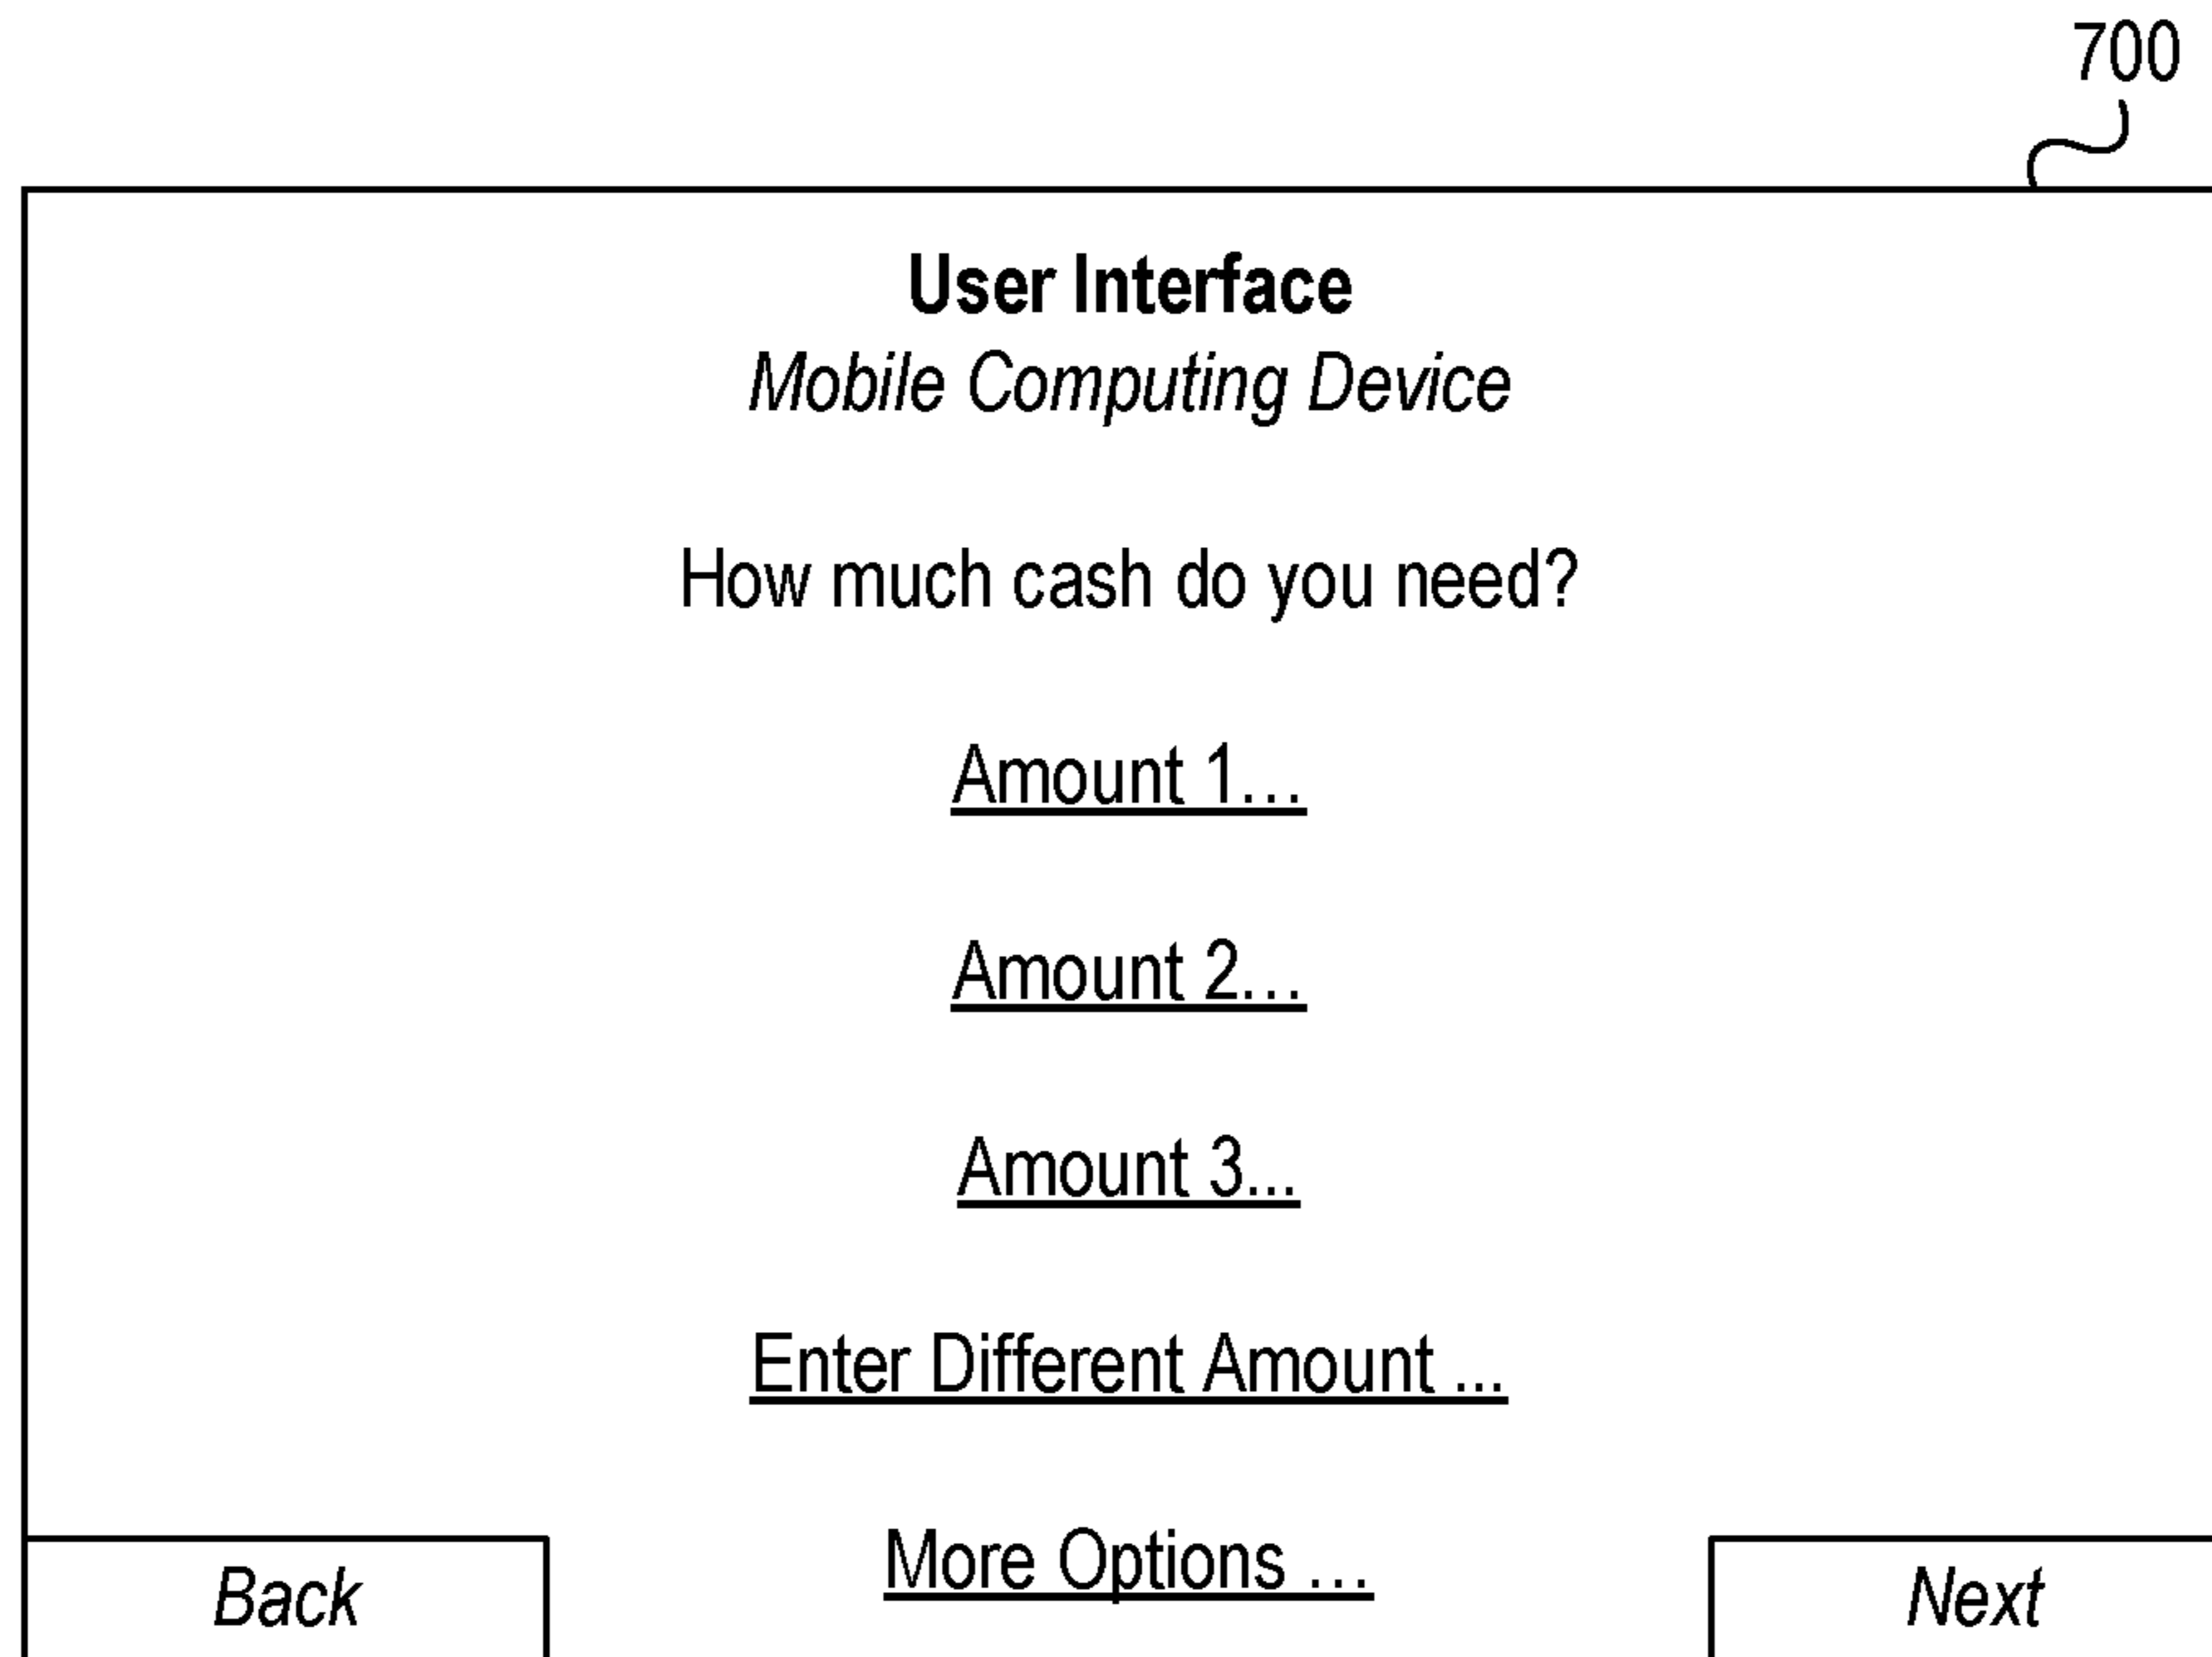 700
User Interface
Mobile Computing Device
How much cash do you need?
Amount 1...
Amount 2...
Amount 3...
Enter Different Amount ...
More Options ...
Back
Next